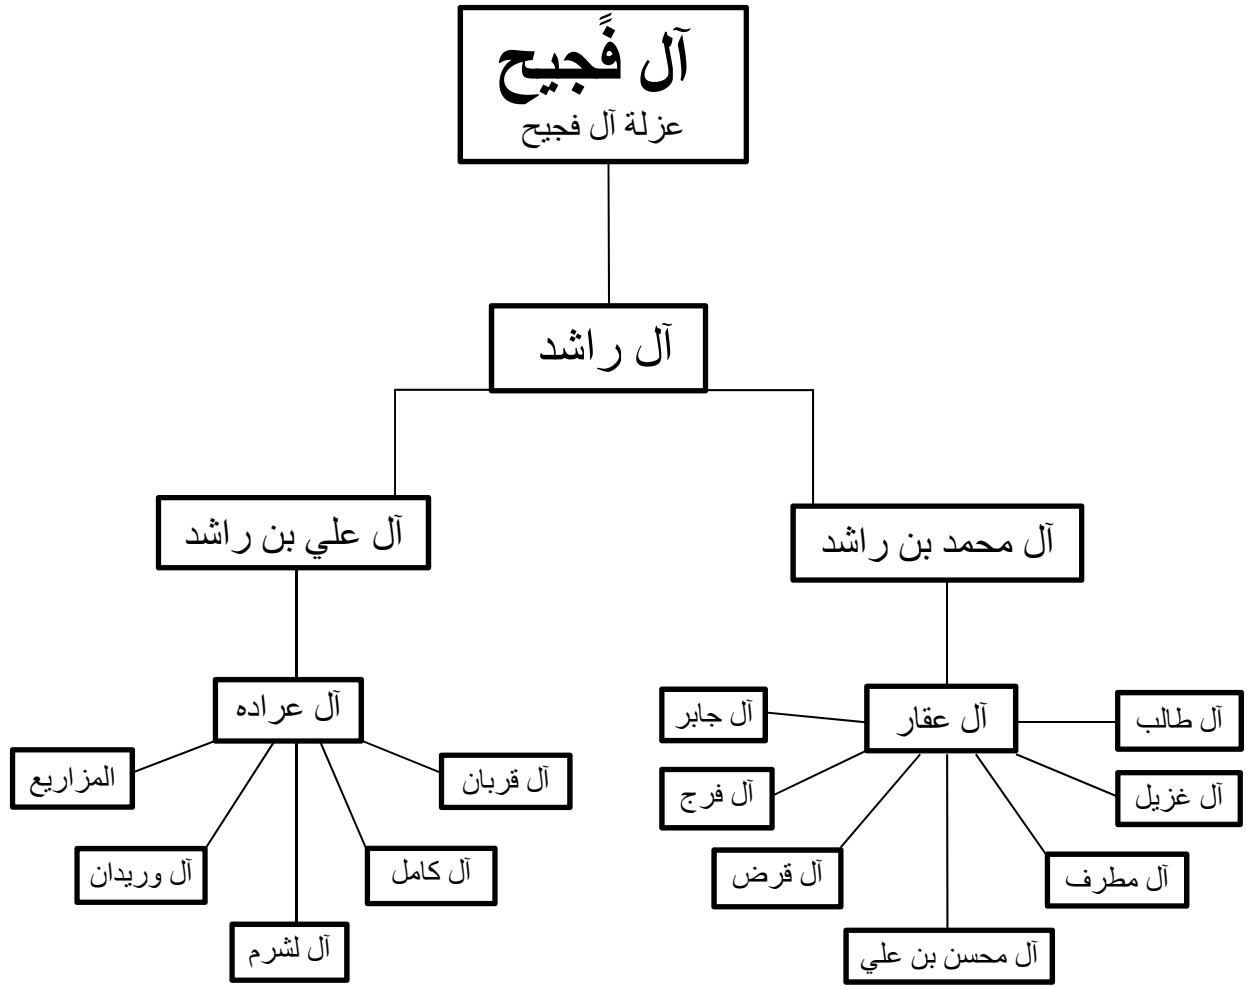 آل فًجيح
عزلة آل فجيح
آل راشد
آل محمد بن راشد
آل علي بن راشد
آل عقار
آل طالب
آل جابر
آل غزيل
آل فرج
آل مطرف
آل قرض
آل محسن بن علي
آل عراده
آل قربان
المزاريع
آل كامل
آل وريدان
آل لشرم